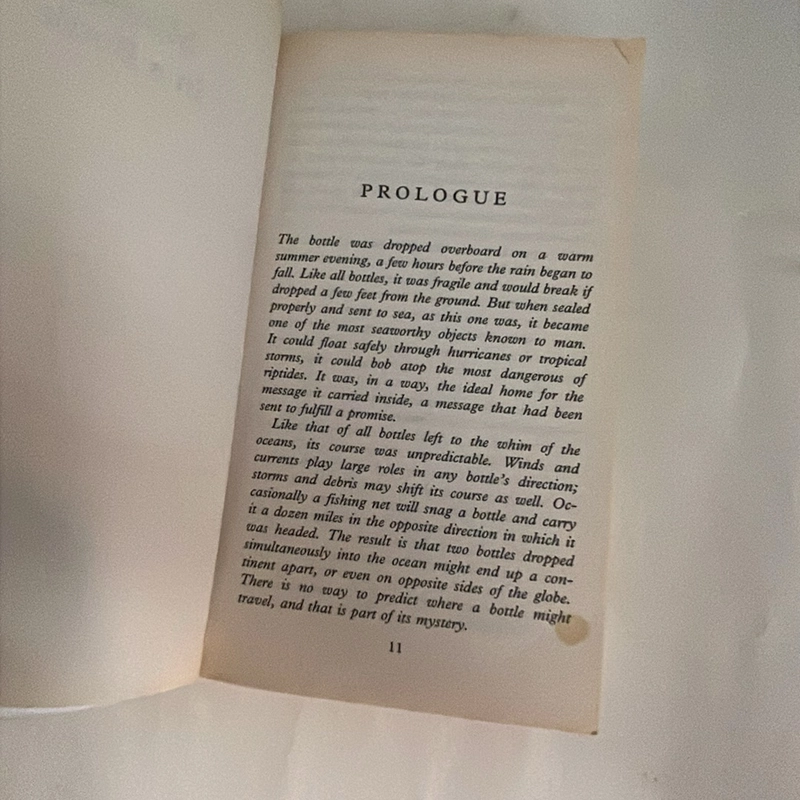 PROLOGUE
The bottle was dropped overboard on a warm
summer evening, a few hours before the rain began to
fall. Like all bottles, it was fragile and would break if
dropped a few feet from the ground. But when sealed
properly and sent to sea, as this one was, it became
one of the most seaworthy objects known to man.
It could float safely through hurricanes or tropical
storms, it could bob atop the most dangerous of
riptides. It was, in a way, the ideal home for the
message it carried inside, a message that had been
sent to fulfill a promise.
Like that of all bottles left to the whim of the
oceans, its course was unpredictable. Winds and
currents play large roles in any bottle's direction;
storms and debris may shift its course as well. Oc-
casionally a fishing net will snag a bottle and carry
it a dozen miles in the opposite direction in which it
was headed. The result is that two bottles dropped
simultaneously into the ocean might end up a con-
tinent apart, or even on opposite sides of the globe.
There is no way to predict where a bottle might
travel, and that is part of its mystery.
11